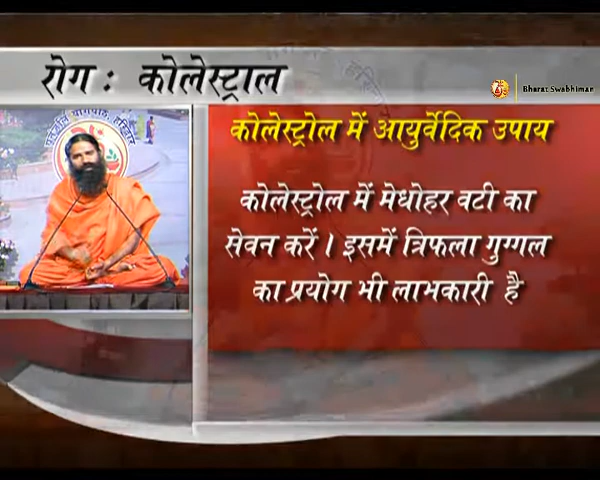 रोग : कोलेस्ट्राल
Bharat Swabhiman
कोलेस्ट्रोल में आयुर्वेदिक उपाय
कोलेस्ट्रोल में मेधोहर वटी का
सेवन करें । इसमें त्रिफला गुग्गल
का प्रयोग भी लाभकारी है